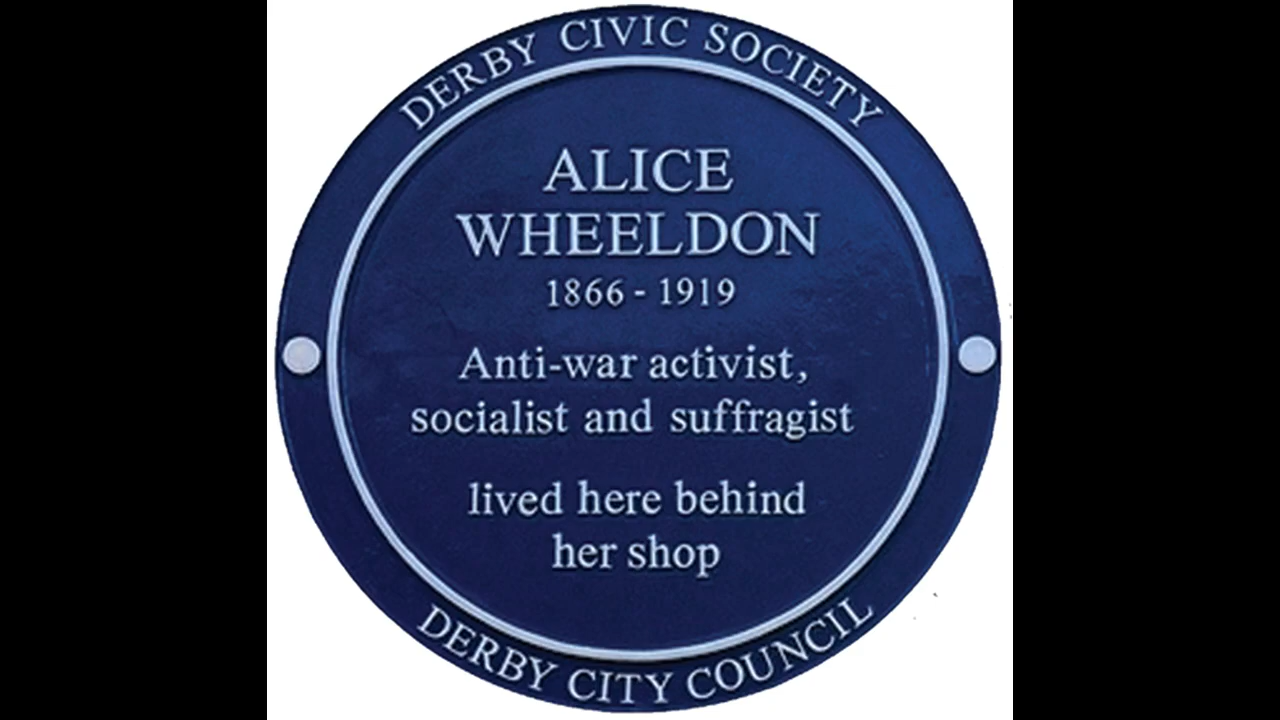 DERBY CIVIC SOCIETY
ALICE
WHEELDON
1866 - 1919
Anti-war activist,
socialist and suffragist
lived here behind
her shop
DERBY CITY COUNCIL